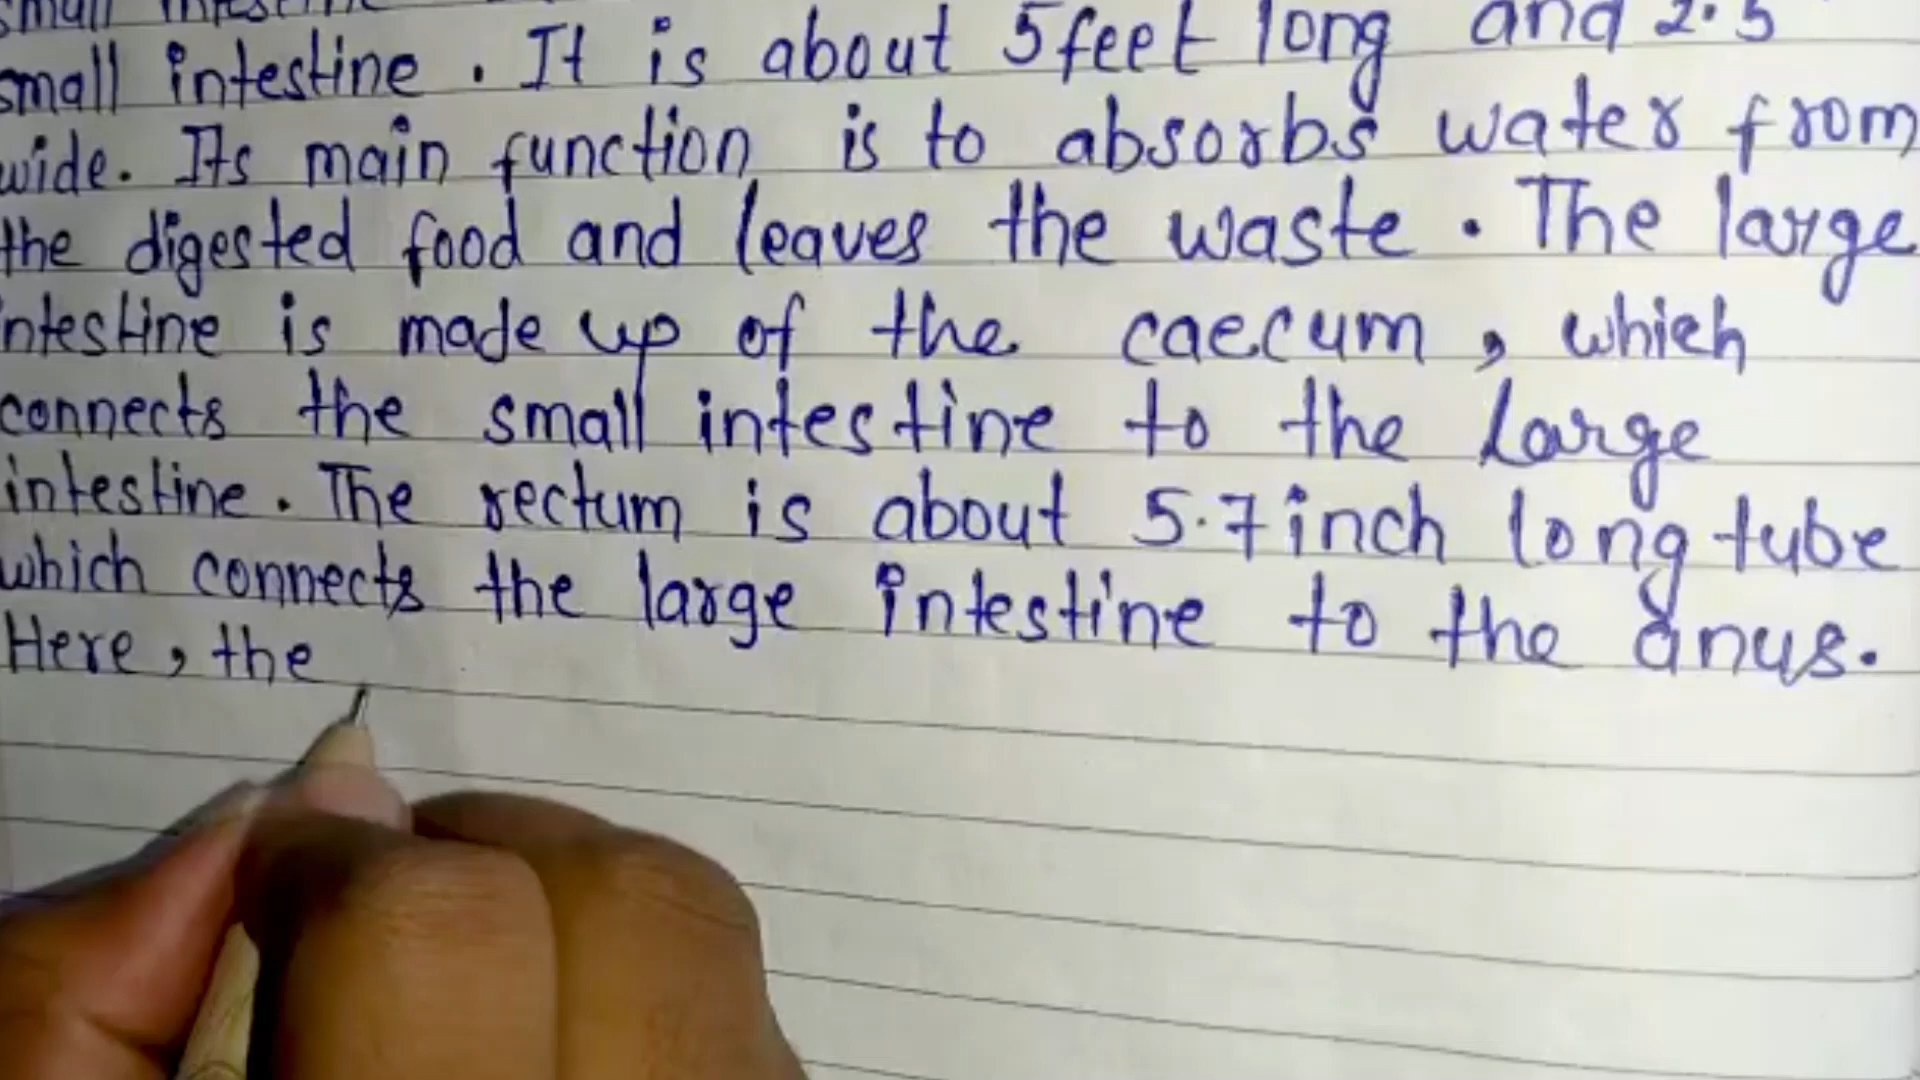 small intestine
small intestine. It is about 5 feet long and 2.5
wide. Its main function is to absorbs water from
the digested food and leaves the waste. The large
ntestine is made up of the caecum, which
connects the small intestine to the large
intestine. The rectum is about 5.7 inch long tube
which connects the large intestine to the anus.
Here, the